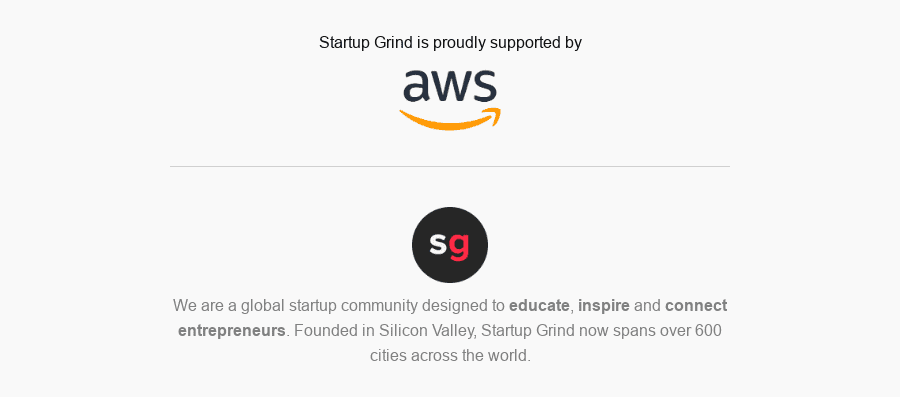 Startup Grind is proudly supported by
aws
sg
We are a global startup community designed to educate, inspire and connect
entrepreneurs. Founded in Silicon Valley, Startup Grind now spans over 600
cities across the world.